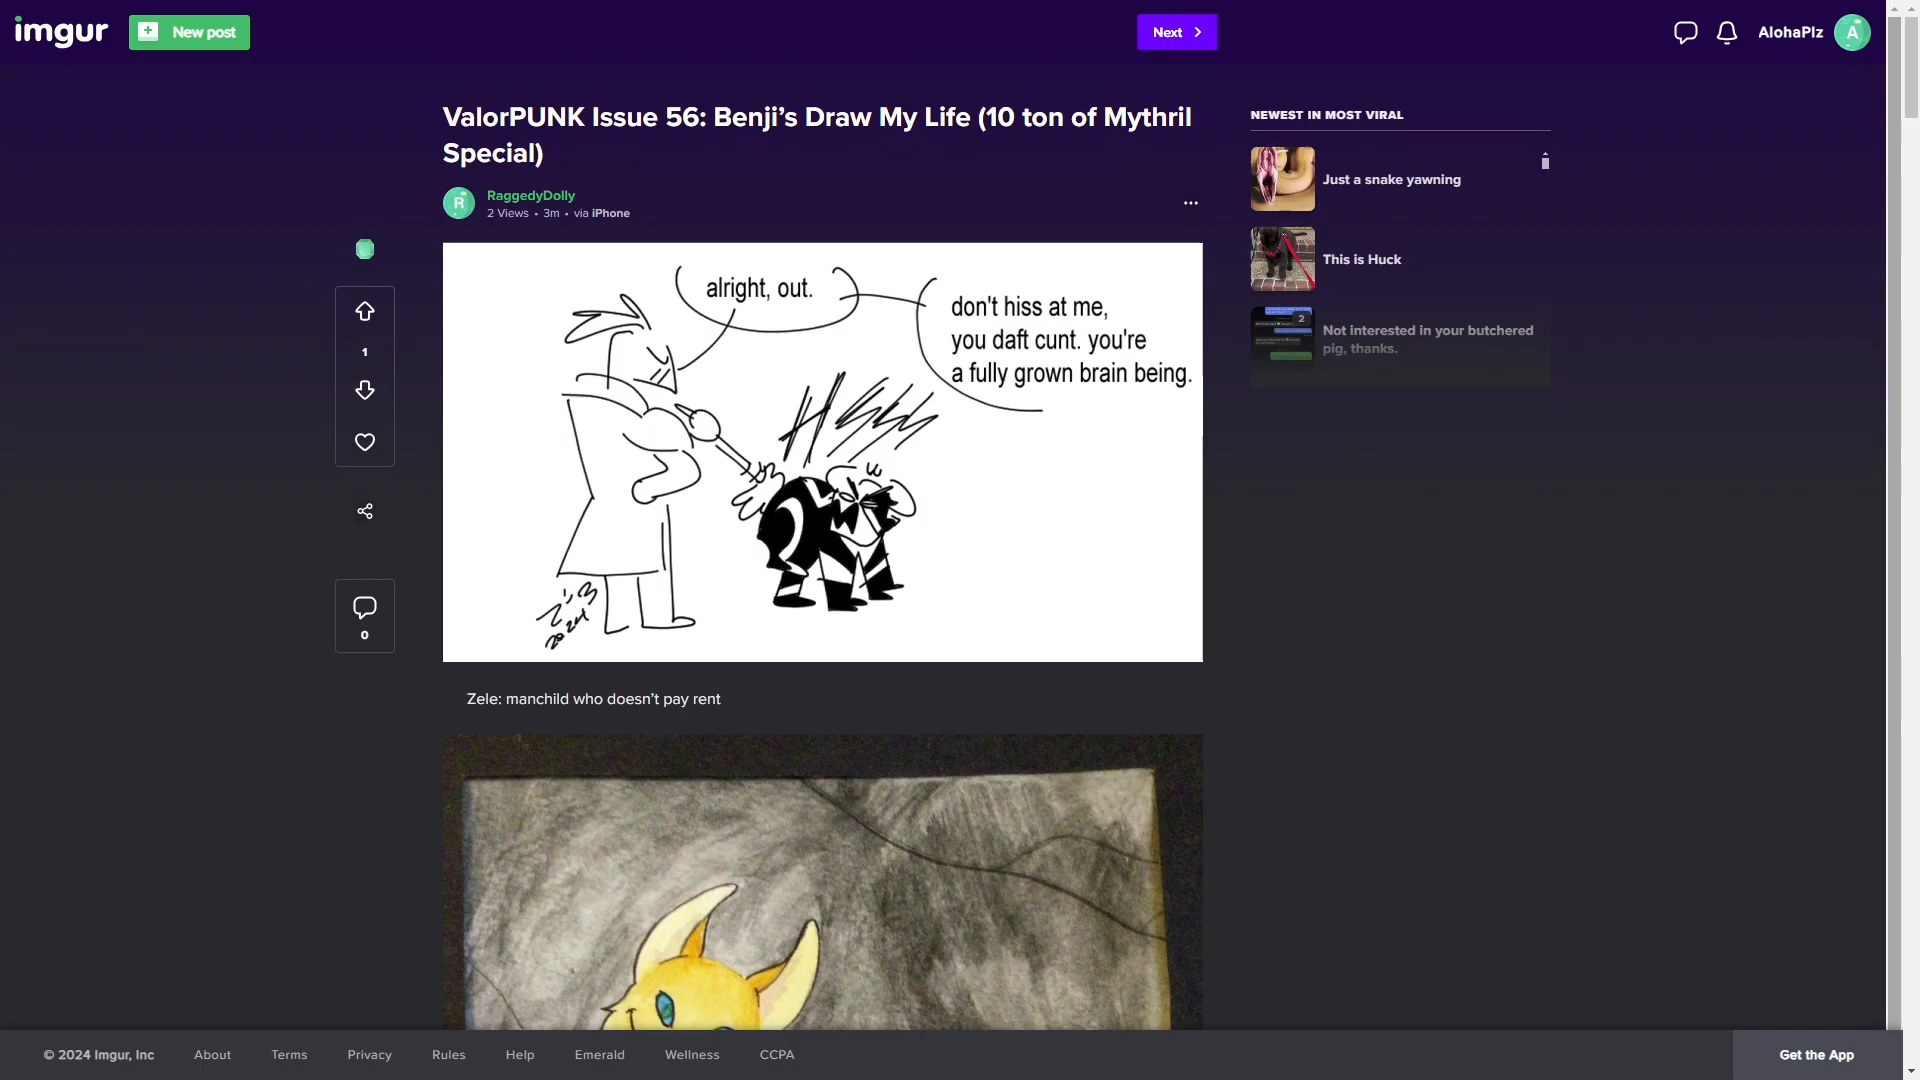 imgur
New post
Next
AlohaPlz
A
ValorPUNK Issue 56: Benji’s Draw My Life (10 ton of Mythril
Special)
R
RaggedyDolly
2 Views • 3m • via iPhone
NEWEST IN MOST VIRAL
Just a snake yawning
This is Huck
2
Not interested in your butchered
pig, thanks.
1
0
alright, out.
don't hiss at me,
you daft cunt. you're
a fully grown brain being.
2024
Zele: manchild who doesn’t pay rent
© 2024 Imgur, Inc
About
Terms
Privacy
Rules
Help
Emerald
Wellness
CCPA
Get the App